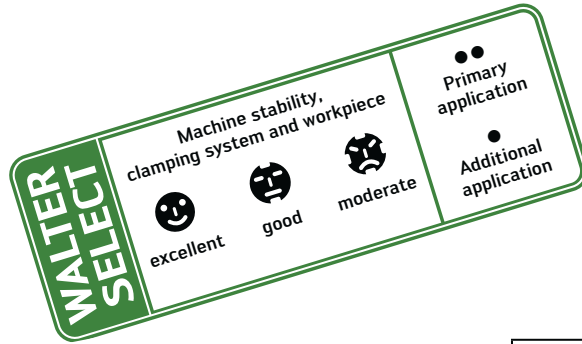 WALTER
SELECT
Machine stability,
clamping system and workpiece
excellent
good
moderate
Primary
application
Additional
application